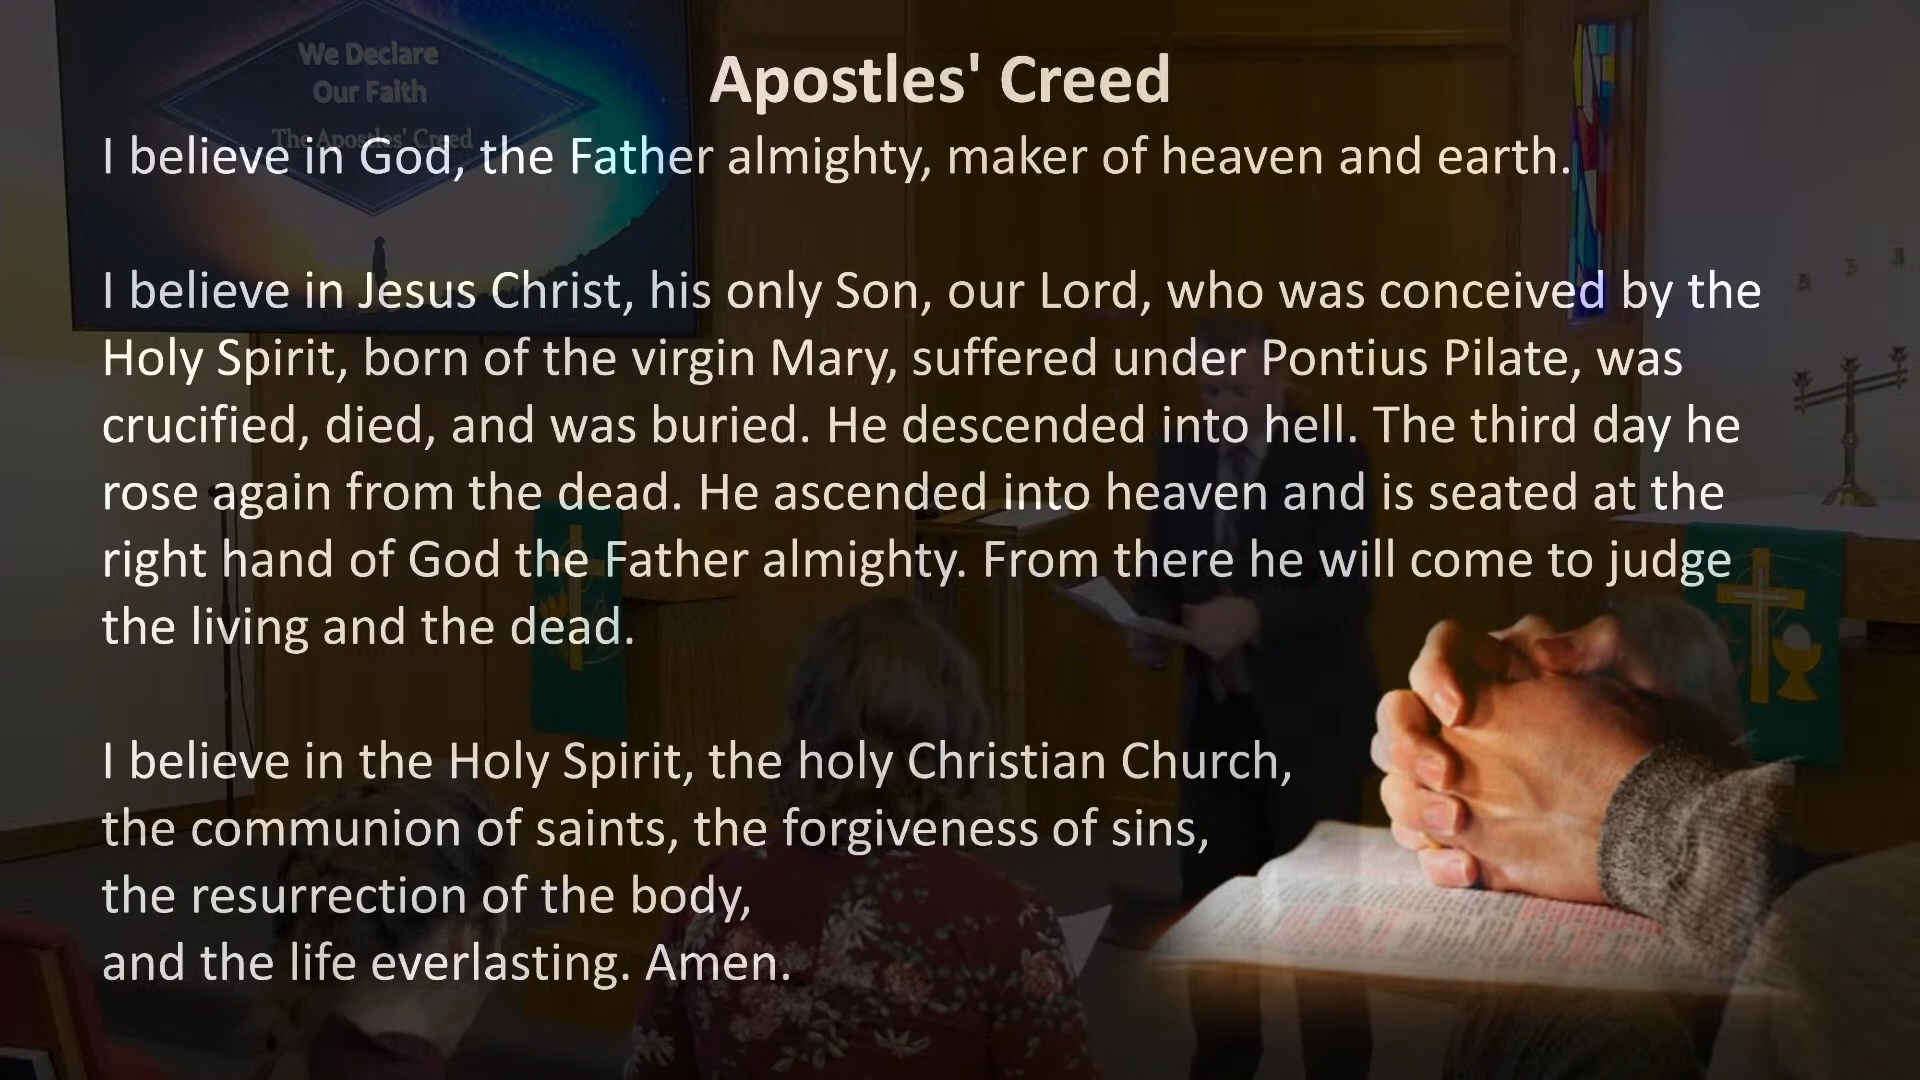 We Declare
Our Faith
The Apostles' Creed
Apostles' Creed
I believe in God, the Father almighty, maker of heaven and earth.
I believe in Jesus Christ, his only Son, our Lord, who was conceived by the
Holy Spirit, born of the virgin Mary, suffered under Pontius Pilate, was
crucified, died, and was buried. He descended into hell. The third day he
rose again from the dead. He ascended into heaven and is seated at the
right hand of God the Father almighty. From there he will come to judge
the living and the dead.
I believe in the Holy Spirit, the holy Christian Church,
the communion of saints, the forgiveness of sins,
the resurrection of the body,
and the life everlasting. Amen.